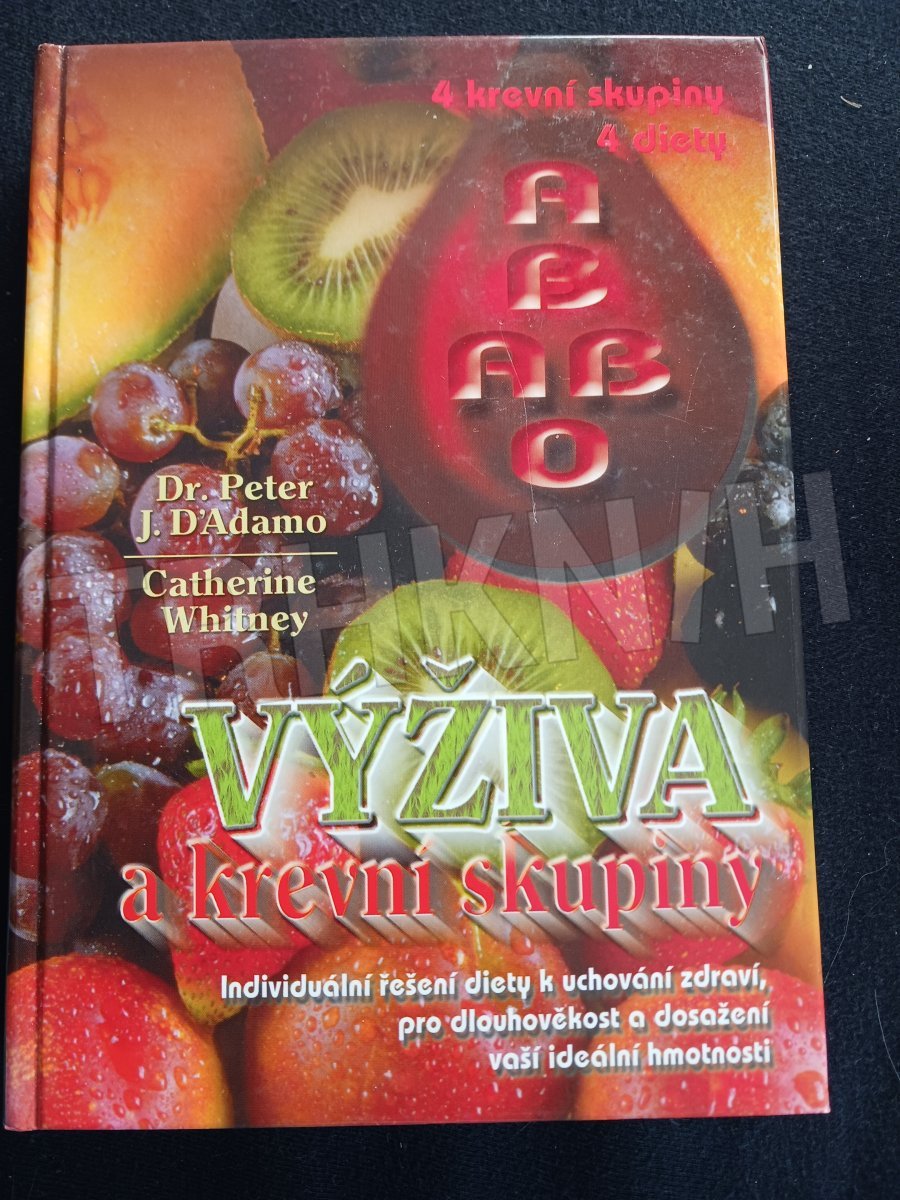 4 krevní skupiny
4 diety
A
B
AB
O
Dr. Peter
J. D'Adamo
Catherine
Whitney
TRHKNIH
VÝŽIVA
a krevní skupiny
Individuální řešení diety k uchování zdraví,
pro dlouhověkost a dosažení
vaší ideální hmotnosti